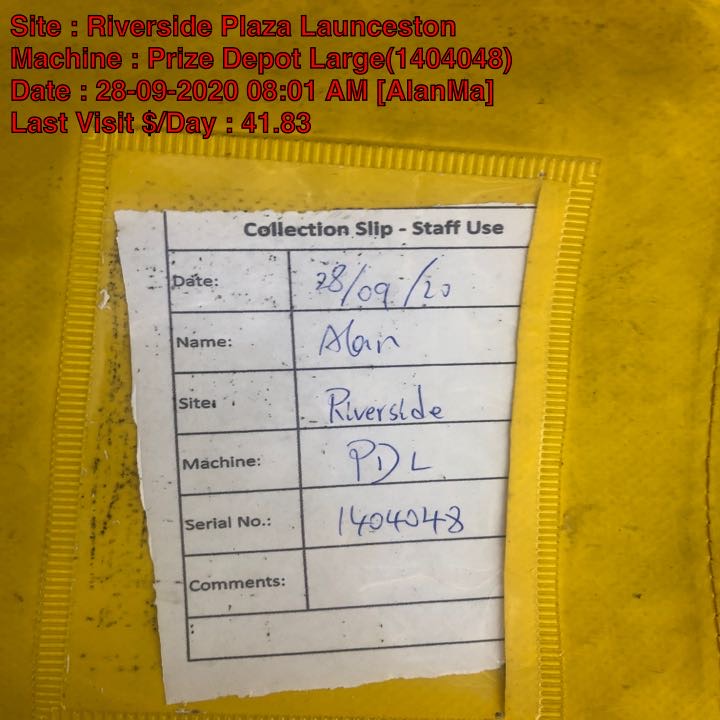 Site : Riverside Plaza Launceston
Machine : Prize Depot Large(1404048)
Date : 28-09-2020 08:01 AM [AlanMa]
Last Visit $/Day : 41.83
Collection Slip - Staff Use
Date: 28/09/20
Name: Alan
Site: Riverside
Machine: PDL
Serial No.: 1404048
Comments: